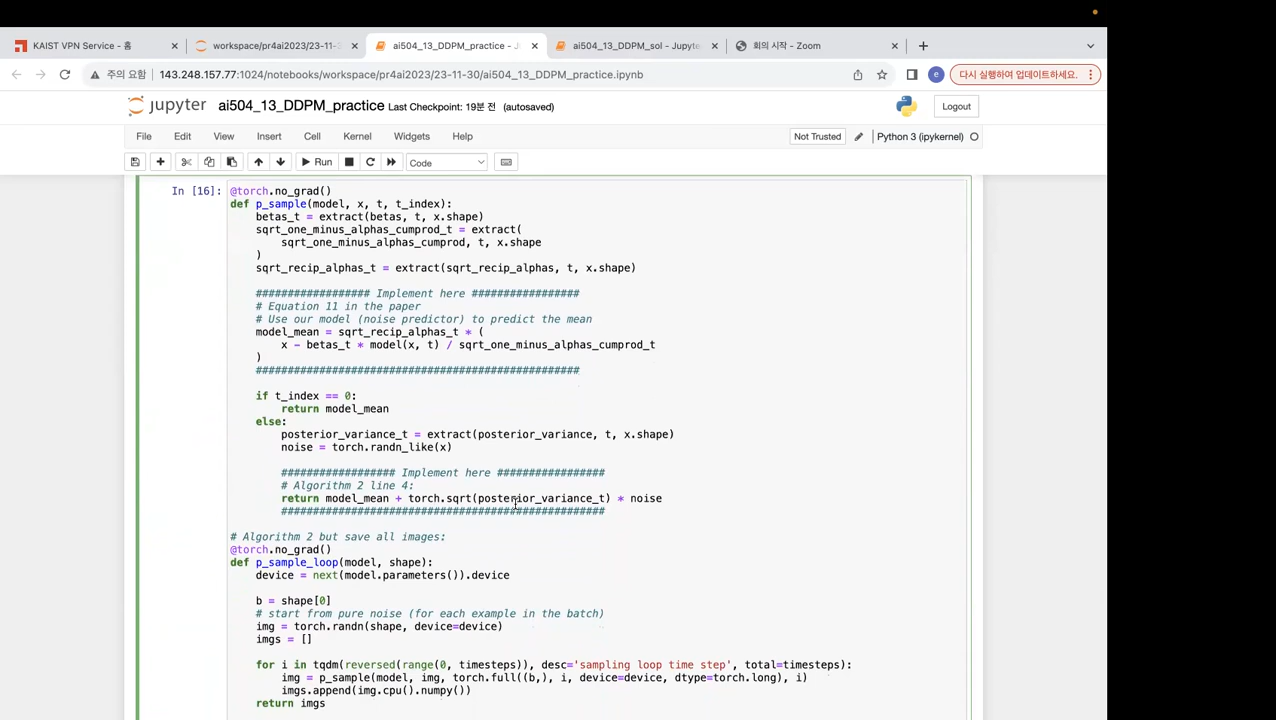 KAIST VPN Service - 홈
workspace/pr4ai2023/23-11-
ai504_13_DDPM_practice - J
ai504_13_DDPM_sol - Jupyte
회의 시작 - Zoom
주의 요함
143.248.157.77:1024/notebooks/workspace/pr4ai2023/23-11-30/ai504_13_DDPM_practice.ipynb
e
다시 실행하여 업데이트하세요.
jupyter ai504_13_DDPM_practice Last Checkpoint: 19분 전 (autosaved)
Logout
File Edit View Insert Cell Kernel Widgets Help
Not Trusted
Python 3 (ipykernel)
Run
Code
In [16]:
@torch.no_grad()
def p_sample(model, x, t, t_index):
    betas_t = extract(betas, t, x.shape)
    sqrt_one_minus_alphas_cumprod_t = extract(
        sqrt_one_minus_alphas_cumprod, t, x.shape
    )
    sqrt_recip_alphas_t = extract(sqrt_recip_alphas, t, x.shape)
    ################## Implement here #################
    # Equation 11 in the paper
    # Use our model (noise predictor) to predict the mean
    model_mean = sqrt_recip_alphas_t * (
        x - betas_t * model(x, t) / sqrt_one_minus_alphas_cumprod_t
    )
    ###################################################
    if t_index == 0:
        return model_mean
    else:
        posterior_variance_t = extract(posterior_variance, t, x.shape)
        noise = torch.randn_like(x)
        ################## Implement here #################
        # Algorithm 2 line 4:
        return model_mean + torch.sqrt(posterior_variance_t) * noise
        ###################################################
# Algorithm 2 but save all images:
@torch.no_grad()
def p_sample_loop(model, shape):
    device = next(model.parameters()).device
    b = shape[0]
    # start from pure noise (for each example in the batch)
    img = torch.randn(shape, device=device)
    imgs = []
    for i in tqdm(reversed(range(0, timesteps)), desc='sampling loop time step', total=timesteps):
        img = p_sample(model, img, torch.full((b,), i, device=device, dtype=torch.long), i)
        imgs.append(img.cpu().numpy())
    return imgs